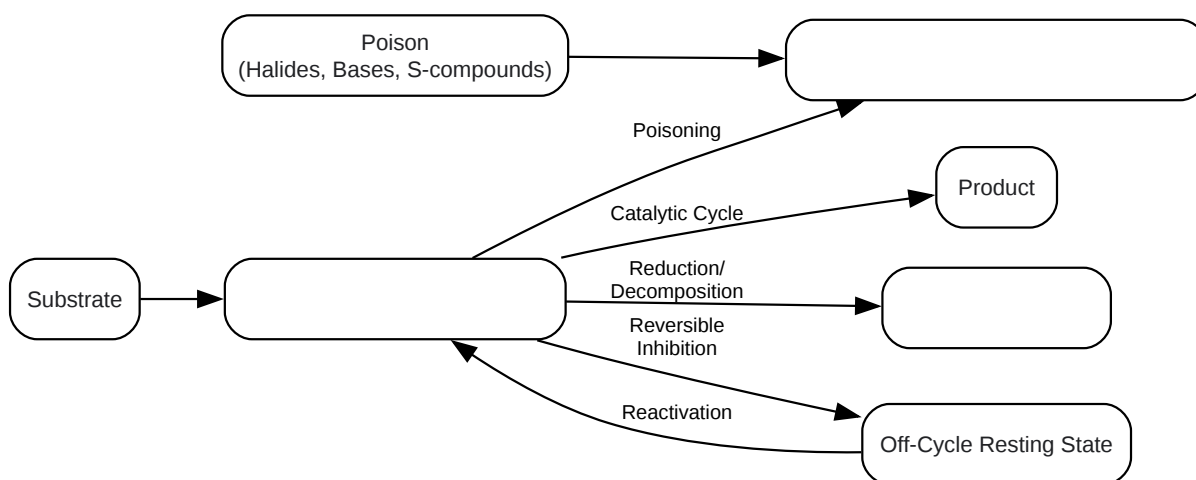 Poison
(Halides, Bases, S-compounds)
Poisoning
Product
Catalytic Cycle
Substrate
Reduction/
Decomposition
Reversible
Inhibition
Reactivation
Off-Cycle Resting State